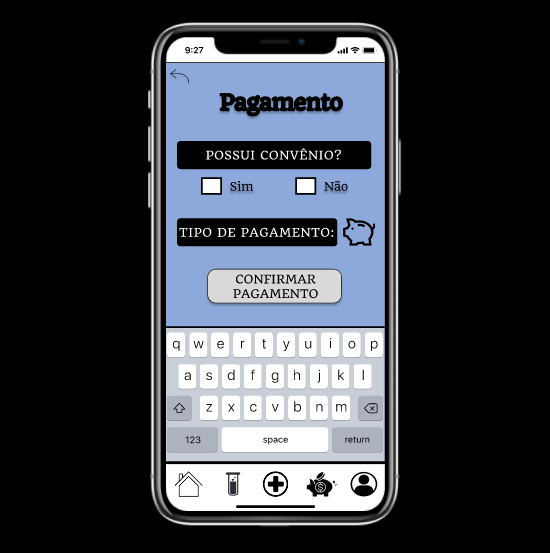 9:27
Pagamento
POSSUI CONVÊNIO?
Sim Não
TIPO DE PAGAMENTO:
CONFIRMAR
PAGAMENTO
q w e r t y u i o p
a s d f g h j k l
z x c v b n m
123 space return